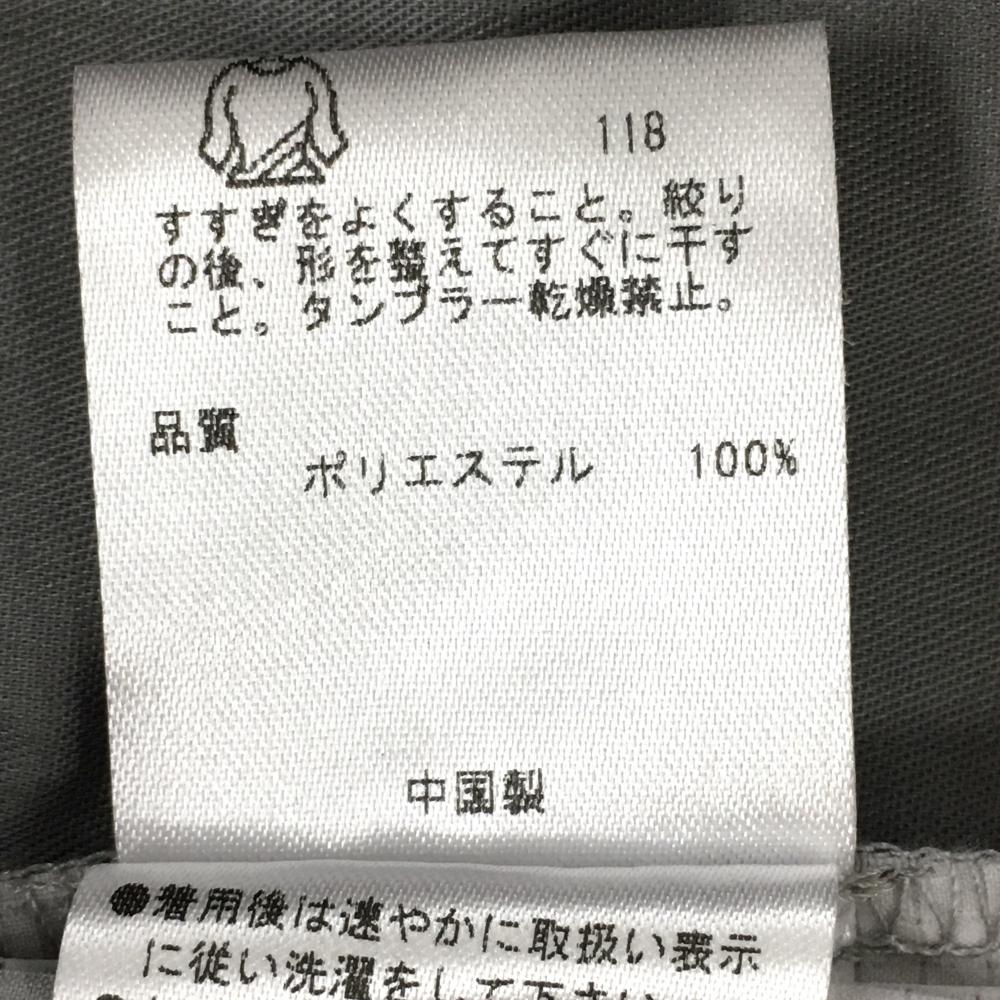 118
すすぎをよくすること。絞り
の後、形を整えてすぐに干す
こと。タンブラー乾燥禁止。
品質
ポリエステル 100%
中国製
●着用後は速やかに取扱い表示
に従い洗濯をして下さい